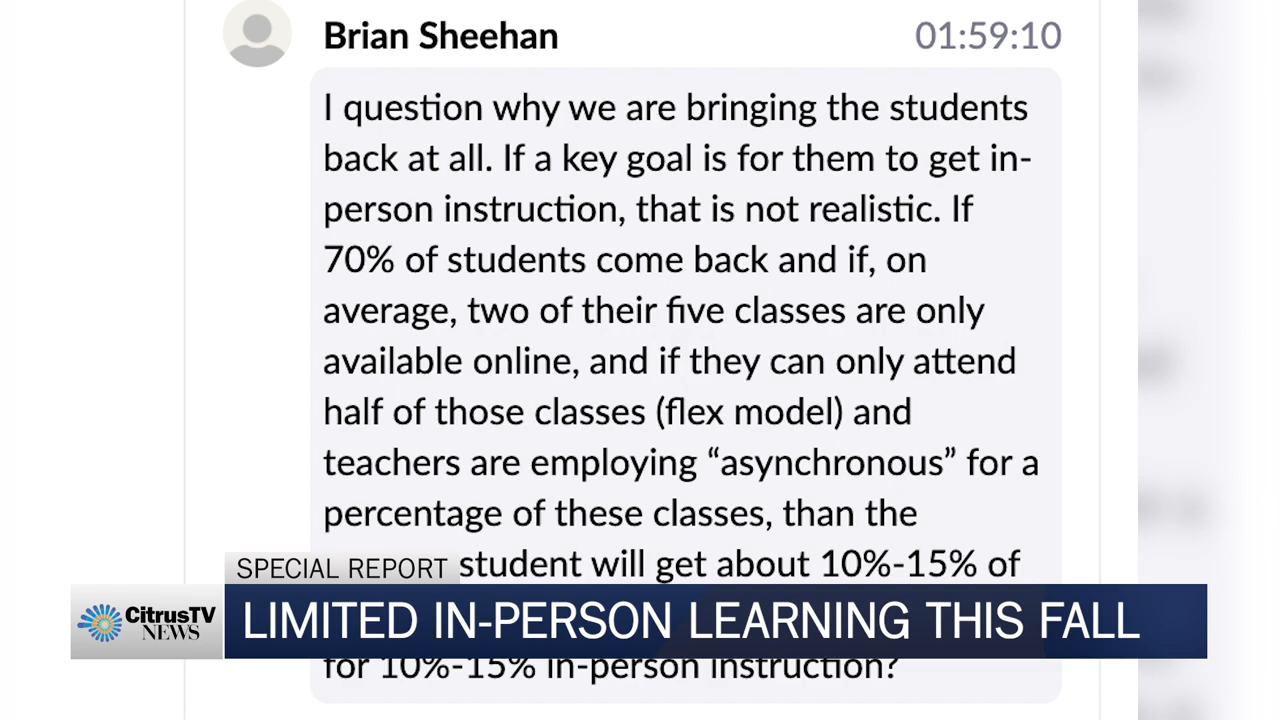 Brian Sheehan
01:59:10
I question why we are bringing the students
back at all. If a key goal is for them to get in-
person instruction, that is not realistic. If
70% of students come back and if, on
average, two of their five classes are only
available online, and if they can only attend
half of those classes (flex model) and
teachers are employing “asynchronous” for a
percentage of these classes, than the
student will get about 10%-15% of
for 10%-15% in-person instruction?
SPECIAL REPORT
CitrusTV
NEWS
LIMITED IN-PERSON LEARNING THIS FALL